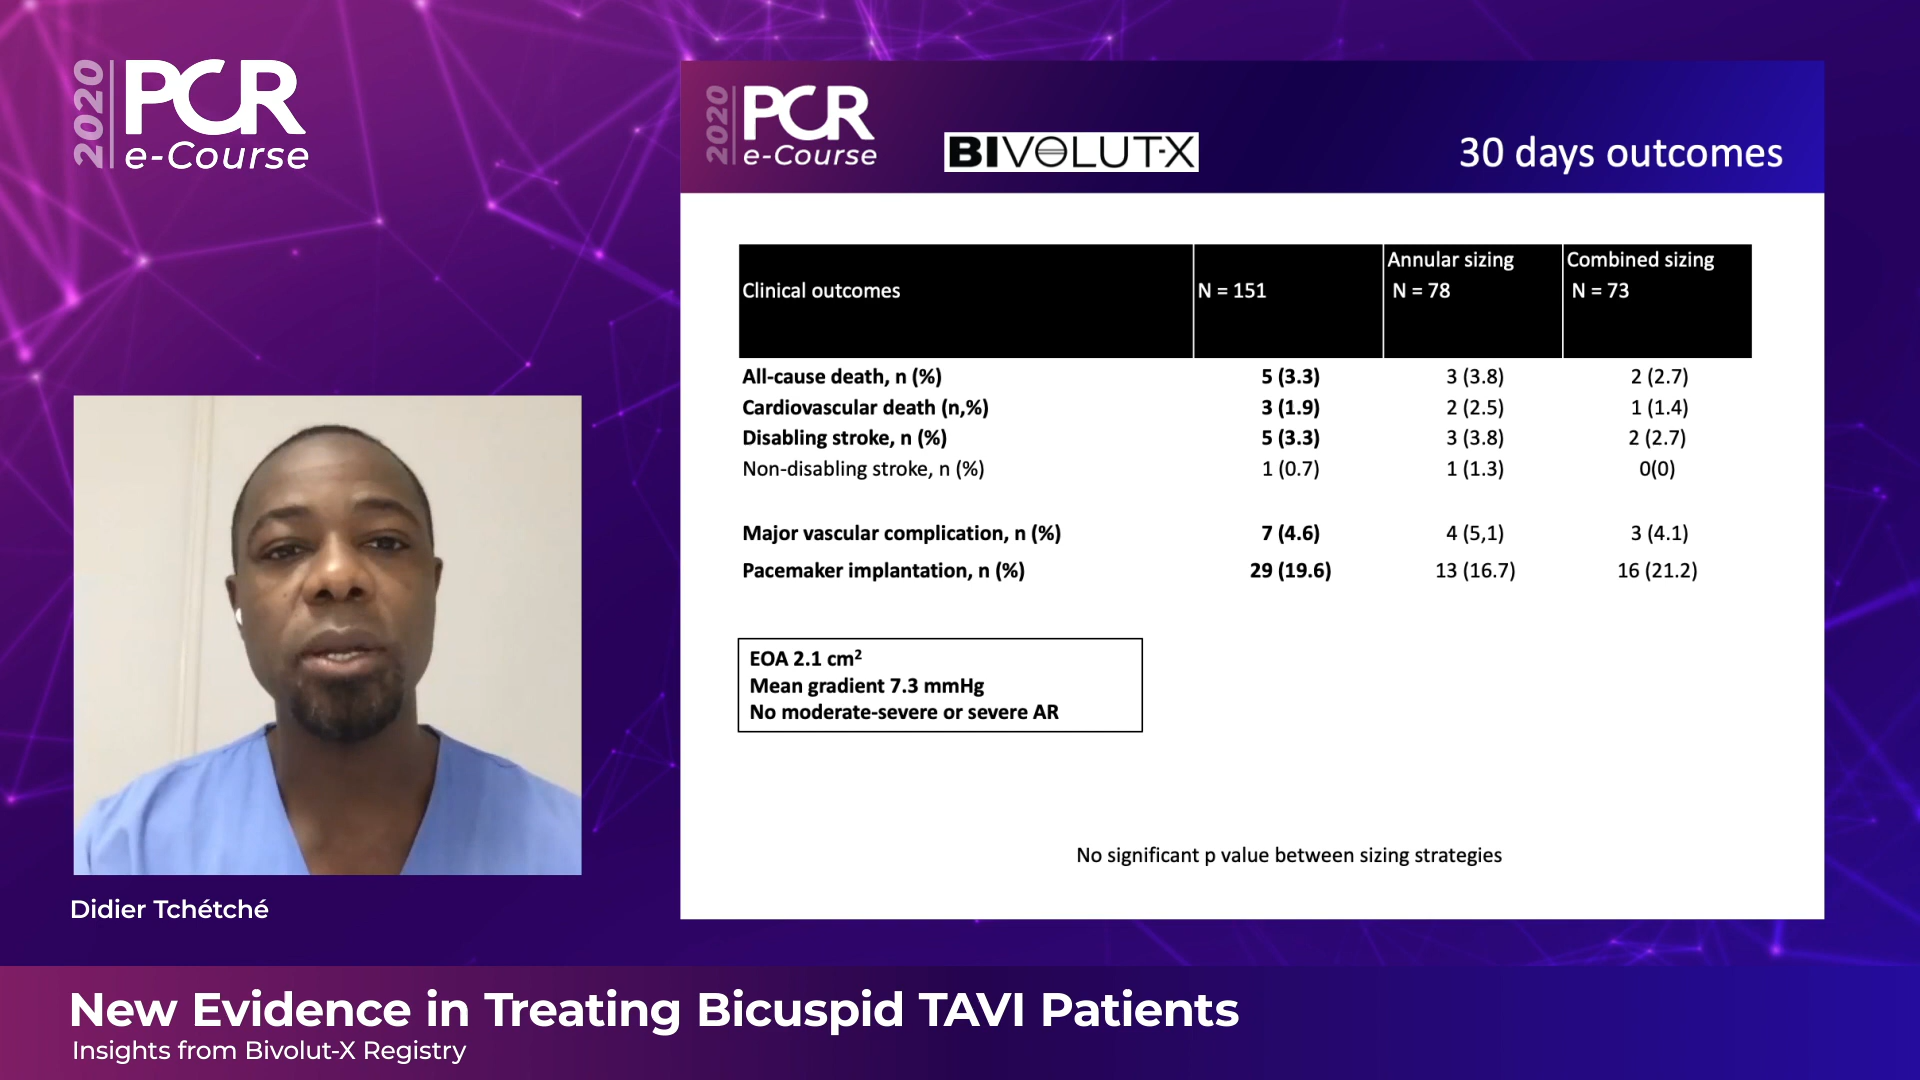 2020
PCR
e-Course
2020
PCR
e-Course
BIVOLUT-X
30 days outcomes
Clinical outcomes
N = 151
Annular sizing
N = 78
Combined sizing
N = 73
All-cause death, n (%) 5 (3.3) 3 (3.8) 2 (2.7)
Cardiovascular death (n,%) 3 (1.9) 2 (2.5) 1 (1.4)
Disabling stroke, n (%) 5 (3.3) 3 (3.8) 2 (2.7)
Non-disabling stroke, n (%) 1 (0.7) 1 (1.3) 0(0)
Major vascular complication, n (%) 7 (4.6) 4 (5,1) 3 (4.1)
Pacemaker implantation, n (%) 29 (19.6) 13 (16.7) 16 (21.2)
EOA 2.1 cm²
Mean gradient 7.3 mmHg
No moderate-severe or severe AR
No significant p value between sizing strategies
Didier Tchétché
New Evidence in Treating Bicuspid TAVI Patients
Insights from Bivolut-X Registry